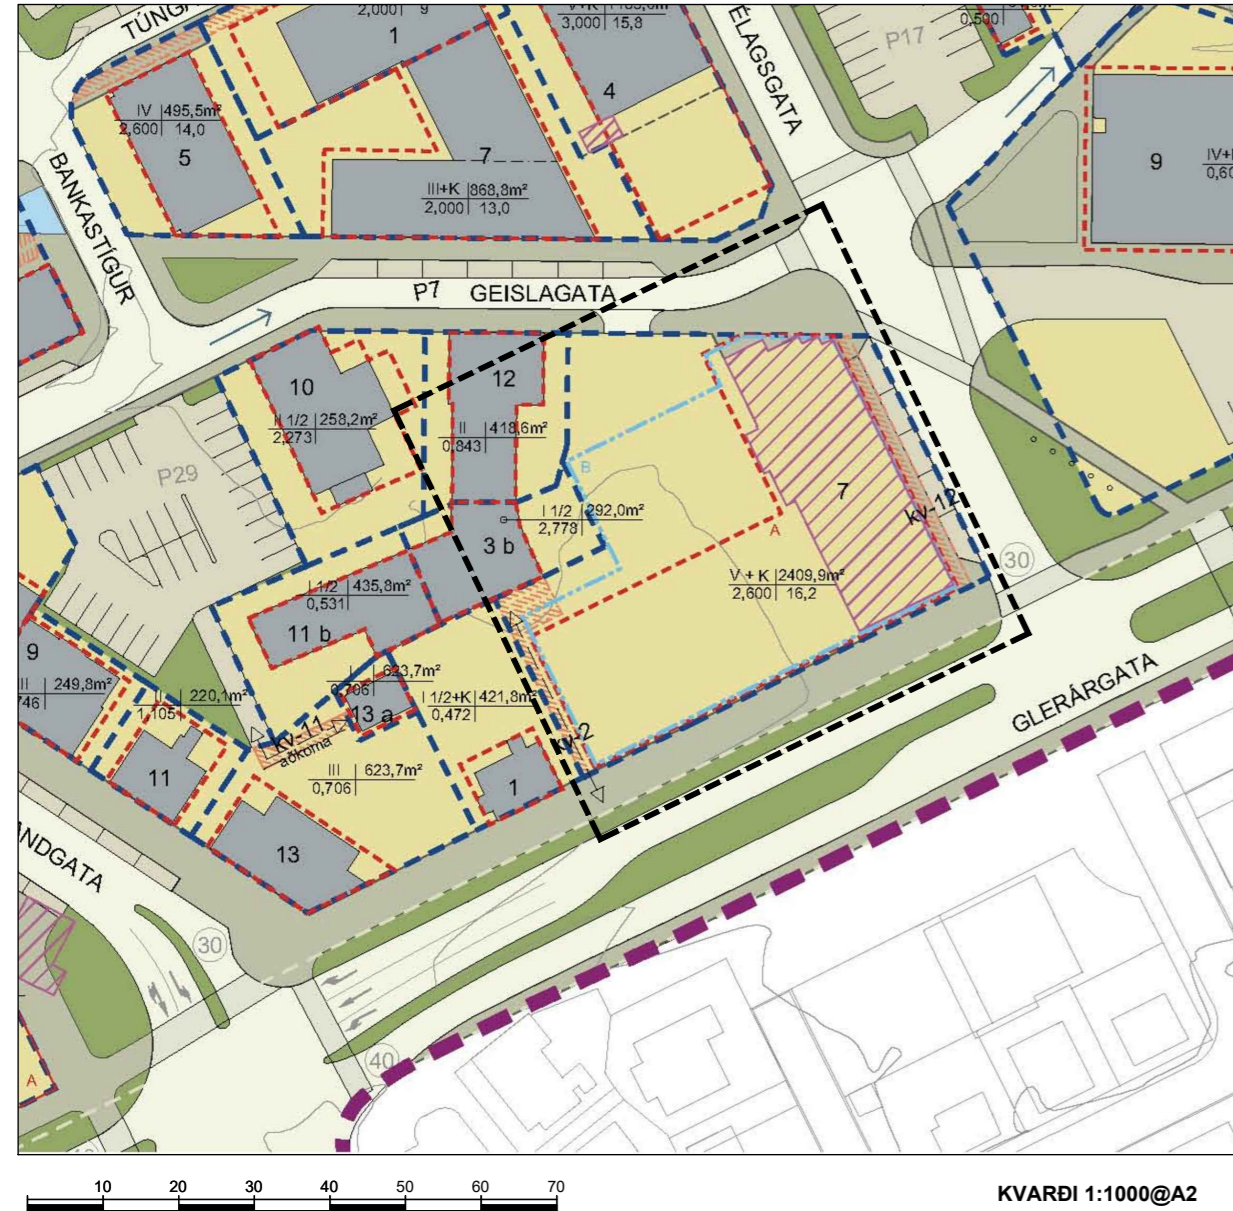 TÚNGA
2,000 9
1
3,000 15,8
ÉLAGSGATA
P17
0,500
4
IV 495,5m²
2,600 14,0
5
7
III+K 868,8m²
2,000 13,0
9
BANKASTÍGUR
P7
GEISLAGATA
10
12
II 1/2 258,2m²
2,273
II 418,6m²
0,843
B
P29
7
I 1/2 292,0m²
2,778
A
kv-12
3 b
30
V + K 2409,9m²
2,600 16,2
I 1/2 435,8m²
0,531
11 b
9
III 249,8m²
746
II 220,1m²
1,105
I 623,7m²
0,706
13 a
I 1/2+K 421,8m²
0,472
GLERÁRGATA
kv-11
aðkoma
kv-2
III 623,7m²
0,706
11
1
13
ANDGATA
30
40
A
10 20 30 40 50 60 70
KVARÐI 1:1000@A2